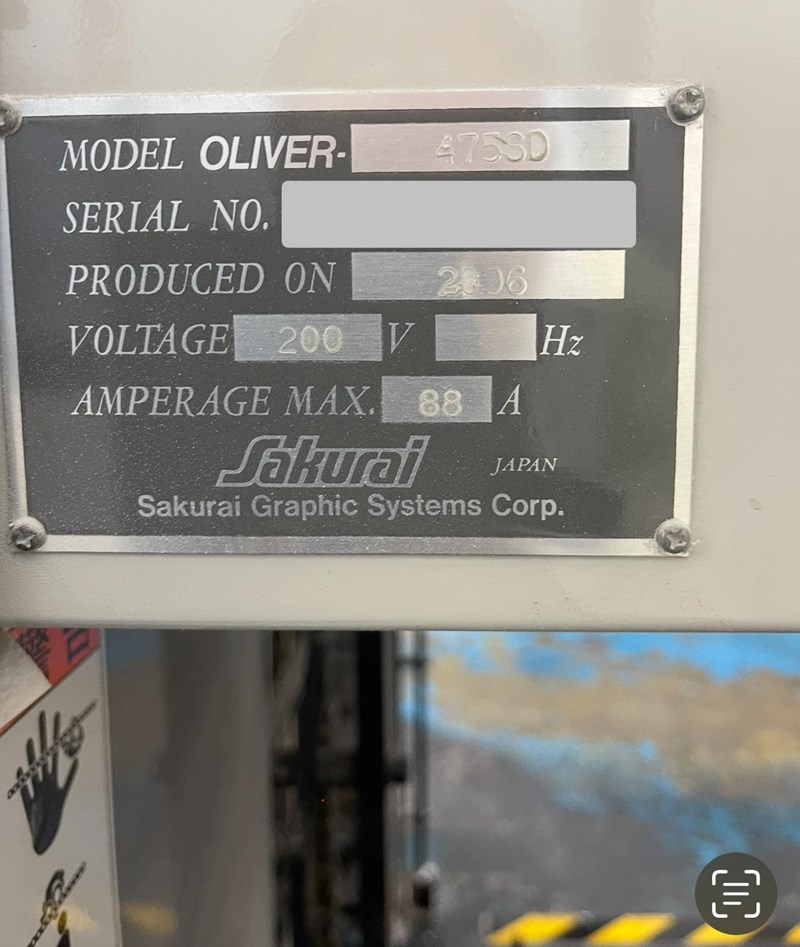 MODEL OLIVER- 475SD
SERIAL NO.
PRODUCED ON 2006
VOLTAGE 200 V Hz
AMPERAGE MAX. 88 A
Sakurai JAPAN
Sakurai Graphic Systems Corp.